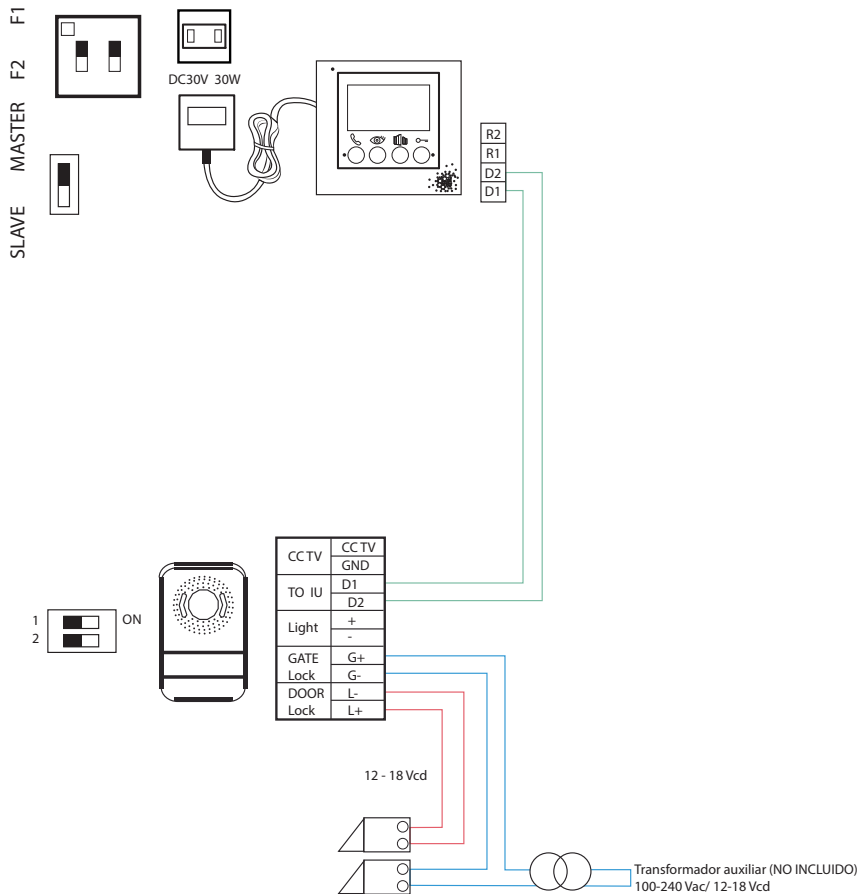 F1
F2
MASTER
SLAVE
DC30V 30W
R2
R1
D2
D1
CC TV
CC TV
GND
TO IU
D1
D2
Light
+
-
GATE
Lock
G+
G-
DOOR
Lock
L-
L+
1
2
ON
12 - 18 Vcd
Transformador auxiliar (NO INCLUIDO)
100-240 Vac/ 12-18 Vcd